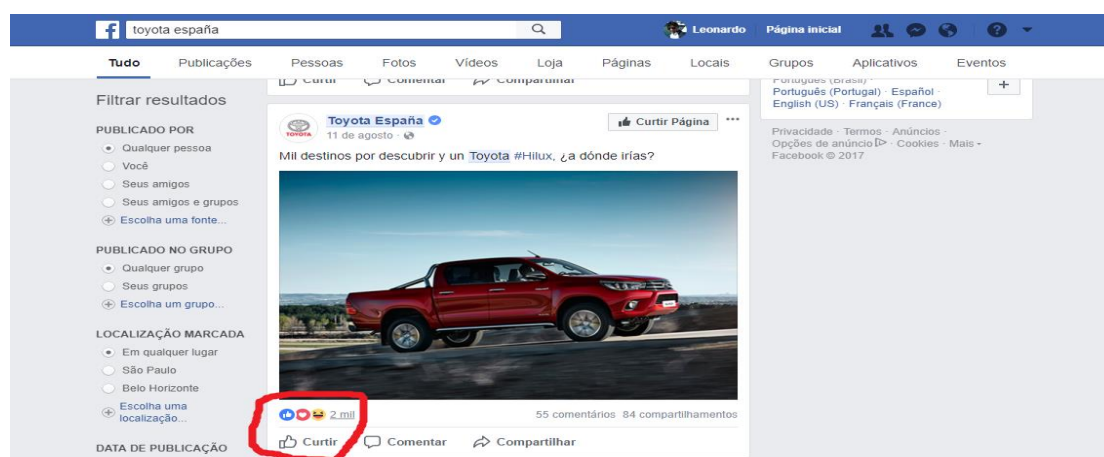 toyota españa
Leonardo
Página inicial
Tudo
Publicações
Pessoas
Fotos
Vídeos
Loja
Páginas
Locais
Grupos
Aplicativos
Eventos
Curtir Comentar Compartilhar
Português (Brasil) ·
Português (Portugal) · Español ·
English (US) · Français (France)
Privacidade · Termos · Anúncios ·
Opções de anúncio · Cookies · Mais
Facebook © 2017
Filtrar resultados
PUBLICADO POR
Qualquer pessoa
Você
Seus amigos
Seus amigos e grupos
Escolha uma fonte...
PUBLICADO NO GRUPO
Qualquer grupo
Seus grupos
Escolha um grupo...
LOCALIZAÇÃO MARCADA
Em qualquer lugar
São Paulo
Belo Horizonte
Escolha uma
localização...
DATA DE PUBLICAÇÃO
TOYOTA
Toyota España
11 de agosto ·
Curtir Página
Mil destinos por descubrir y un Toyota #Hilux, ¿a dónde irías?
2 mil
55 comentários 84 compartilhamentos
Curtir Comentar Compartilhar